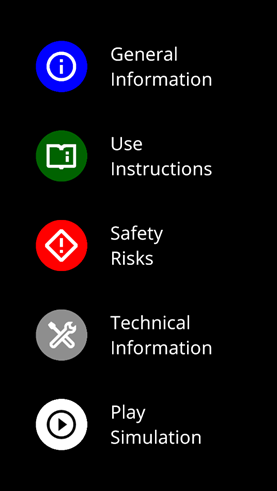 General
Information
Use
Instructions
Safety
Risks
Technical
Information
Play
Simulation